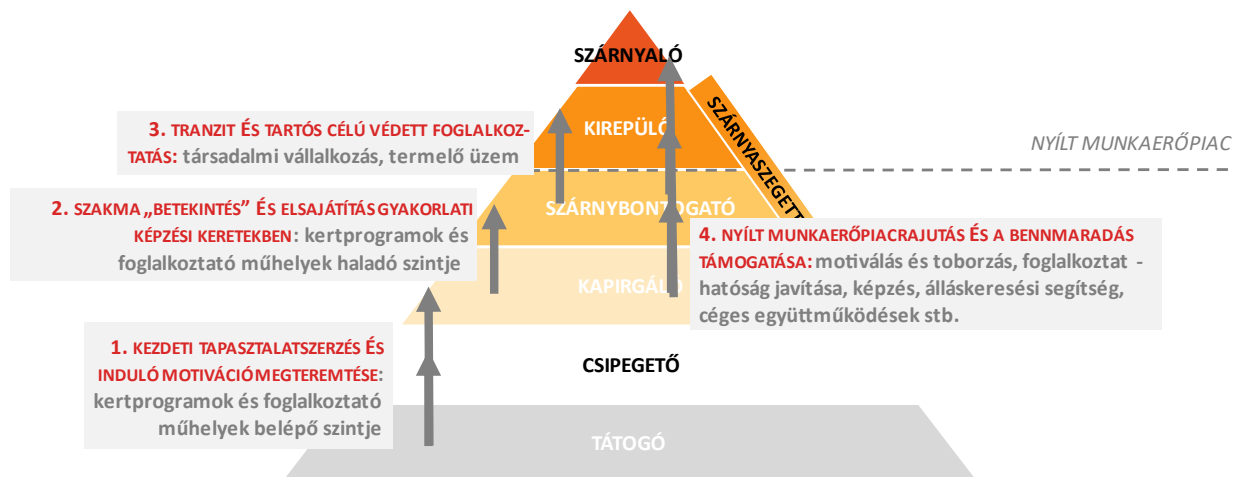 SZÁRNYALÓ
3. TRANZIT ÉS TARTÓS CÉLÚ VÉDETT FOGLALKOZ-
TATÁS: társadalmi vállalkozás, termelő üzem
KIREPÜLŐ
SZÁRNYASZEGETT
NYÍLT MUNKAERŐPIAC
2. SZAKMA „BETEKINTÉS” ÉS ELSAJÁTÍTÁS GYAKORLATI
KÉPZÉSI KERETEKBEN: kertprogramok és
foglalkoztató műhelyek haladó szintje
SZÁRNYBONTOGATÓ
KAPIRGÁLÓ
4. NYÍLT MUNKAERŐPIACRAJUTÁS ÉS A BENNMARADÁS
TÁMOGATÁSA: motiválás és toborzás, foglalkoztat -
hatóság javítása, képzés, álláskeresési segítség,
céges együttműködések stb.
1. KEZDETI TAPASZTALATSZERZÉS ÉS
INDULÓ MOTIVÁCIÓ MEGTEREMTÉSE:
kertprogramok és foglalkoztató
műhelyek belépő szintje
CSIPEGETŐ
TÁTOGÓ